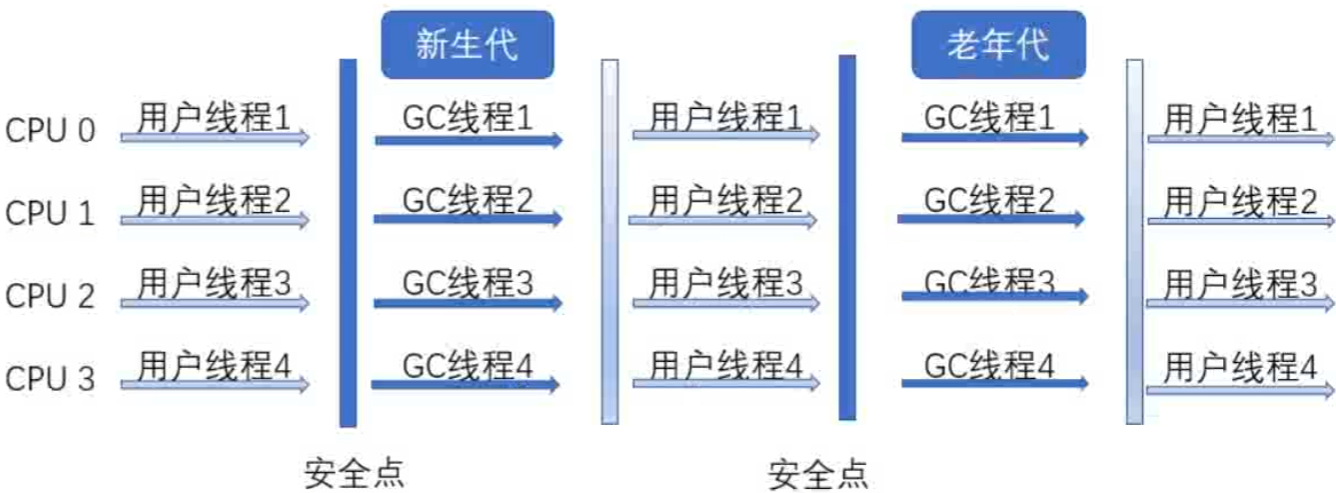 新生代 老年代
CPU 0 用户线程1 GC线程1 用户线程1 GC线程1 用户线程1
CPU 1 用户线程2 GC线程2 用户线程2 GC线程2 用户线程2
CPU 2 用户线程3 GC线程3 用户线程3 GC线程3 用户线程3
CPU 3 用户线程4 GC线程4 用户线程4 GC线程4 用户线程4
安全点 安全点